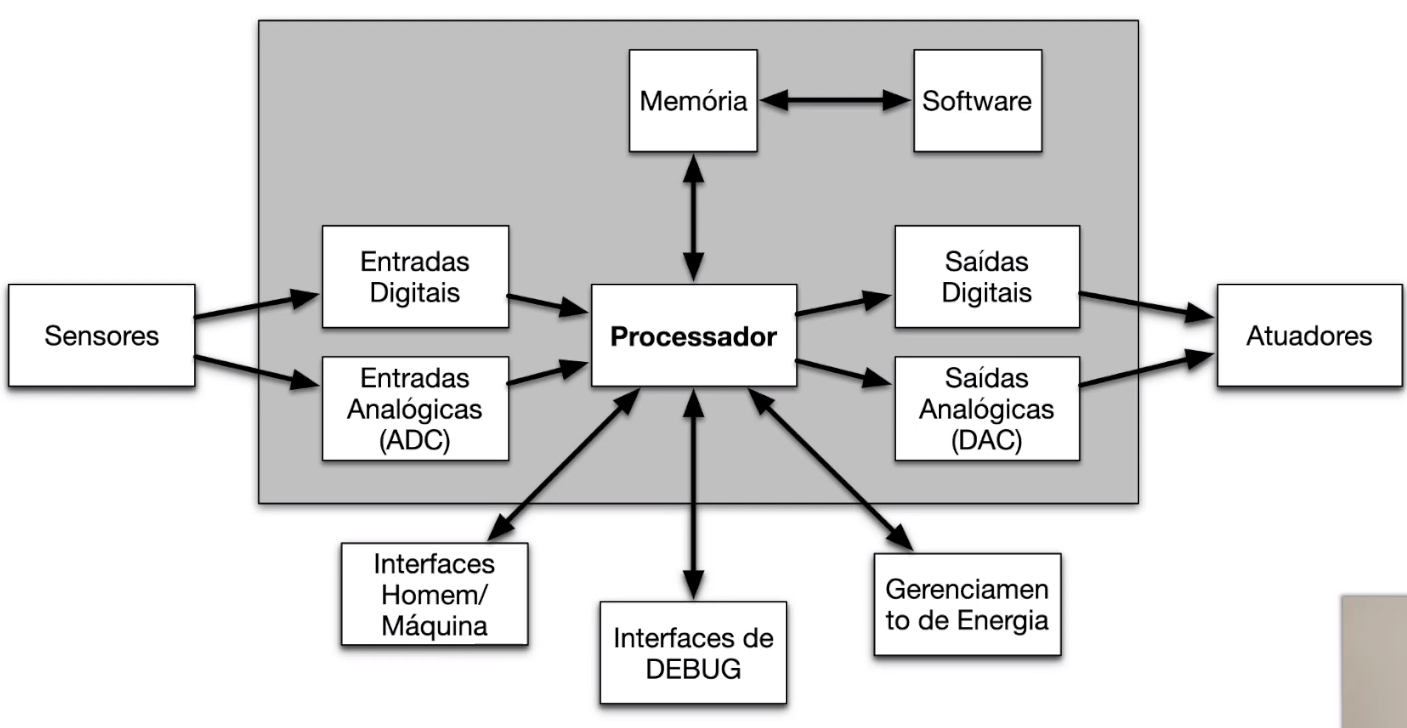 Memória
Software
Entradas
Digitais
Saídas
Digitais
Sensores
Processador
Atuadores
Entradas
Analógicas
(ADC)
Saídas
Analógicas
(DAC)
Interfaces
Homem/
Máquina
Interfaces de
DEBUG
Gerenciamen
to de Energia